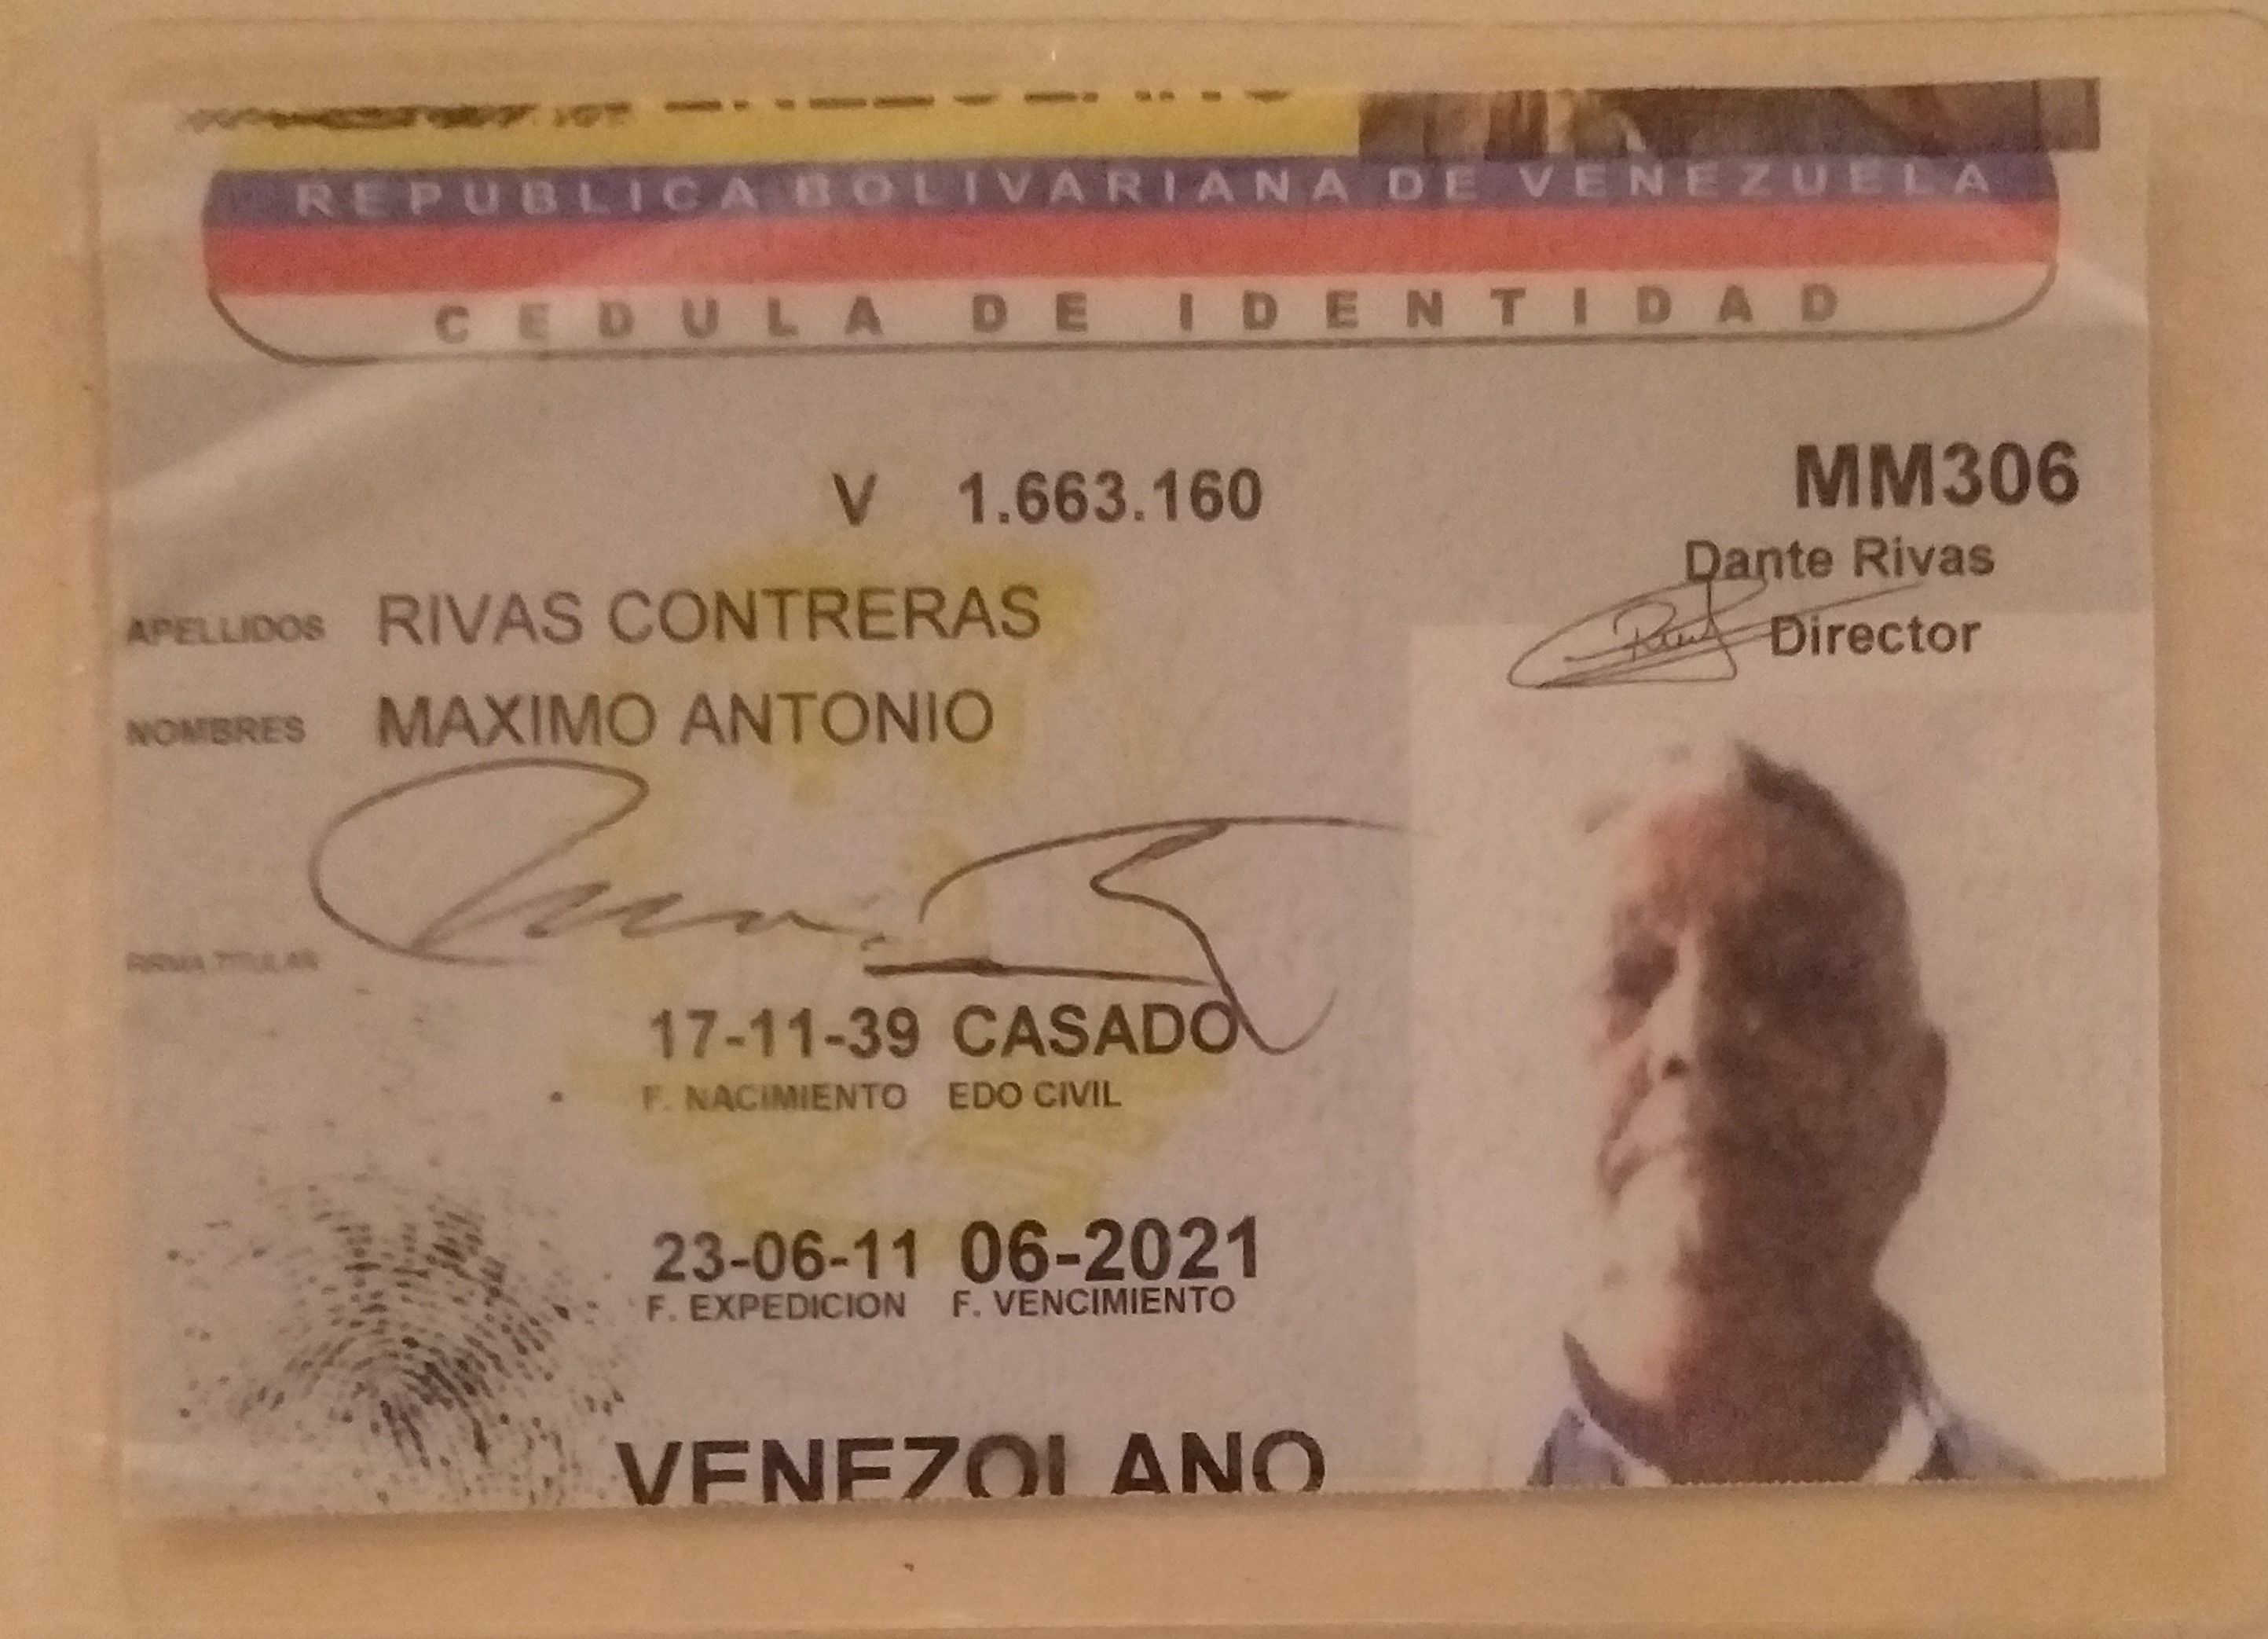 REPUBLICA BOLIVARIANA DE VENEZUELA
CEDULA DE IDENTIDAD
V 1.663.160
MM306
Dante Rivas
Director
APELLIDOS RIVAS CONTRERAS
NOMBRES MAXIMO ANTONIO
FIRMA TITULAR
17-11-39 CASADO
F. NACIMIENTO EDO CIVIL
23-06-11 06-2021
F. EXPEDICION F. VENCIMIENTO
VENEZOLANO